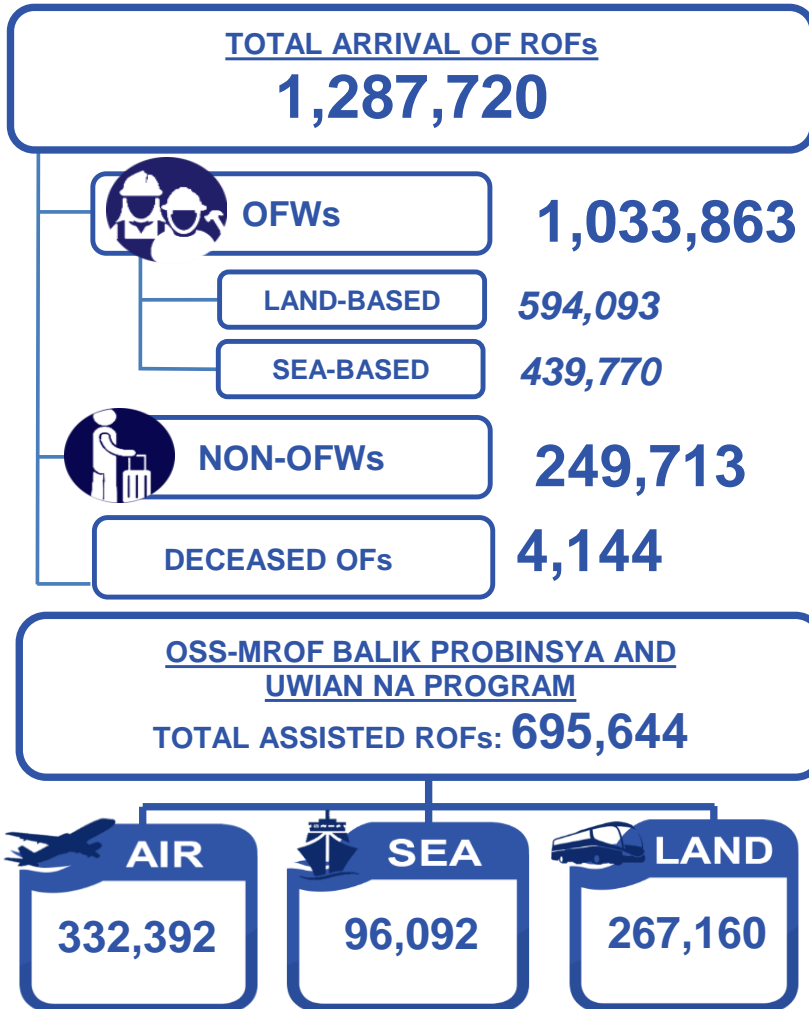 TOTAL ARRIVAL OF ROFs
1,287,720
OFWs 1,033,863
LAND-BASED 594,093
SEA-BASED 439,770
NON-OFWs 249,713
DECEASED OFs 4,144
OSS-MROF BALIK PROBINSYA AND
UWIAN NA PROGRAM
TOTAL ASSISTED ROFs: 695,644
AIR SEA LAND
332,392 96,092 267,160